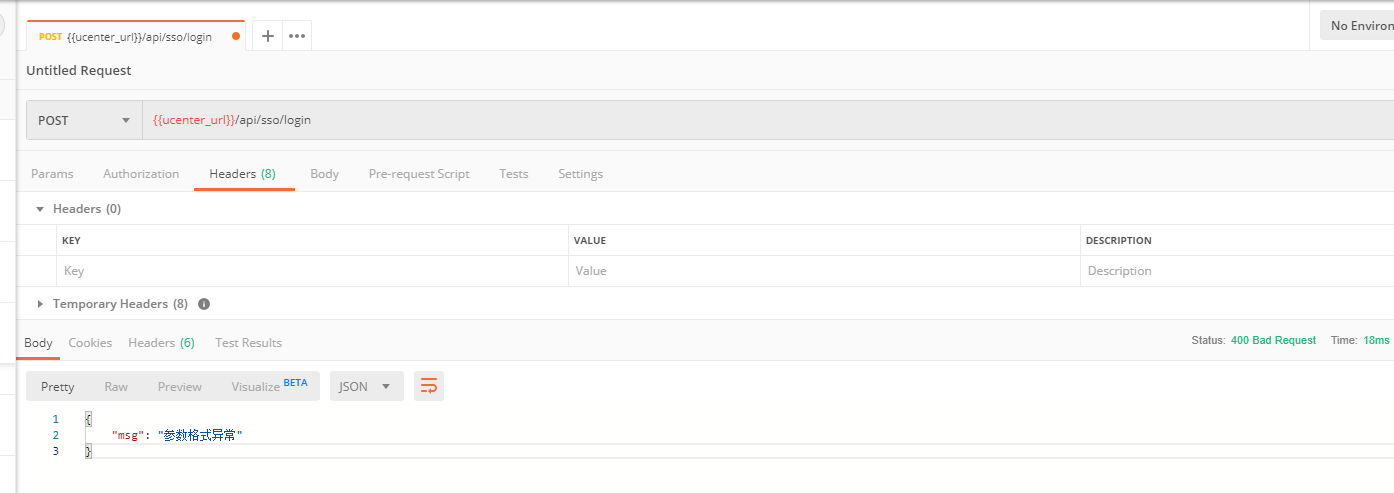 POST {{ucenter_url}}/api/sso/login
No Environ
Untitled Request
POST {{ucenter_url}}/api/sso/login
Params Authorization Headers (8) Body Pre-request Script Tests Settings
Headers (0)
KEY VALUE DESCRIPTION
Key Value Description
Temporary Headers (8)
Body Cookies Headers (6) Test Results Status: 400 Bad Request Time: 18ms
Pretty Raw Preview Visualize BETA JSON
1 {
2 "msg": "参数格式异常"
3 }